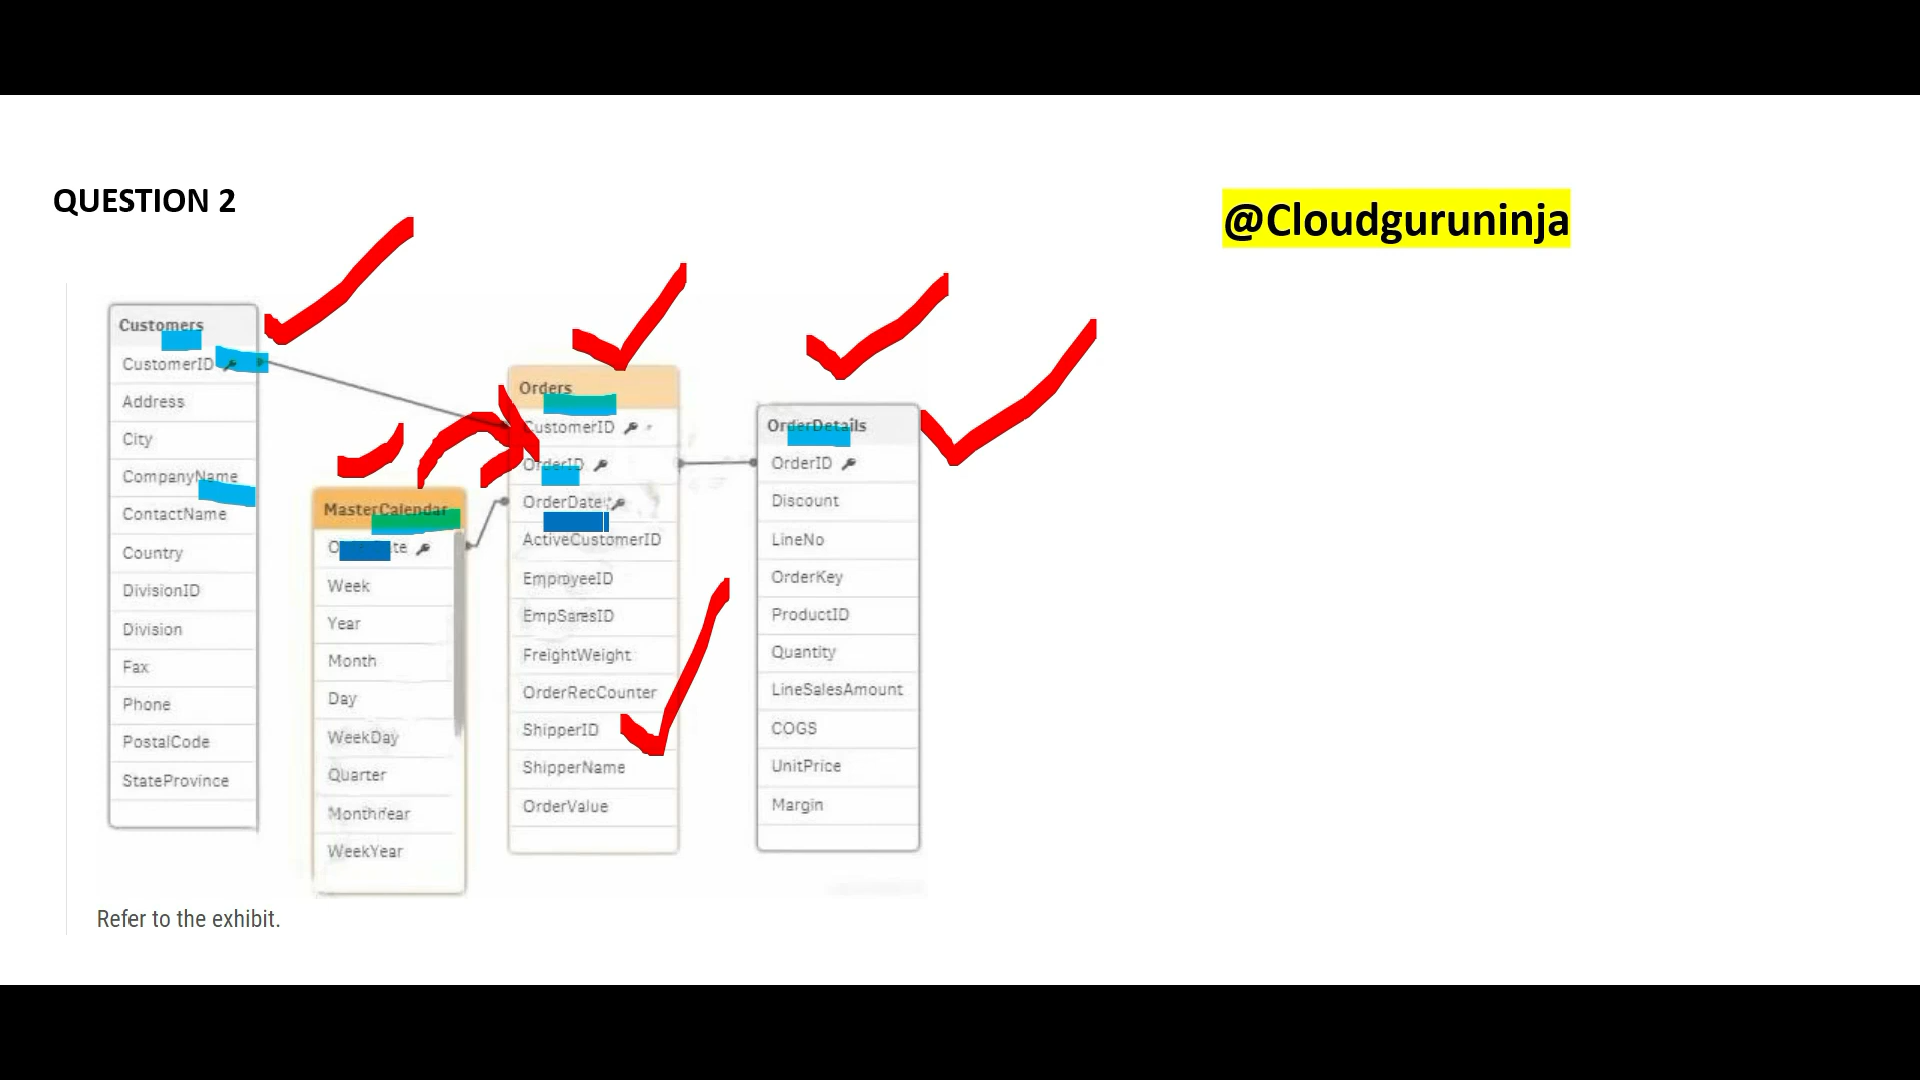 QUESTION 2
@Cloudguruninja
Customers
CustomerID
Address
City
CompanyName
ContactName
Country
DivisionID
Division
Fax
Phone
PostalCode
StateProvince
MasterCalendar
Week
Year
Month
Day
WeekDay
Quarter
MonthYear
WeekYear
Orders
CustomerID
OrderID
OrderDate
ActiveCustomerID
EmployeeID
EmpSalesID
FreightWeight
OrderRecCounter
ShipperID
ShipperName
OrderValue
OrderDetails
OrderID
Discount
LineNo
OrderKey
ProductID
Quantity
LineSalesAmount
COGS
UnitPrice
Margin
Refer to the exhibit.